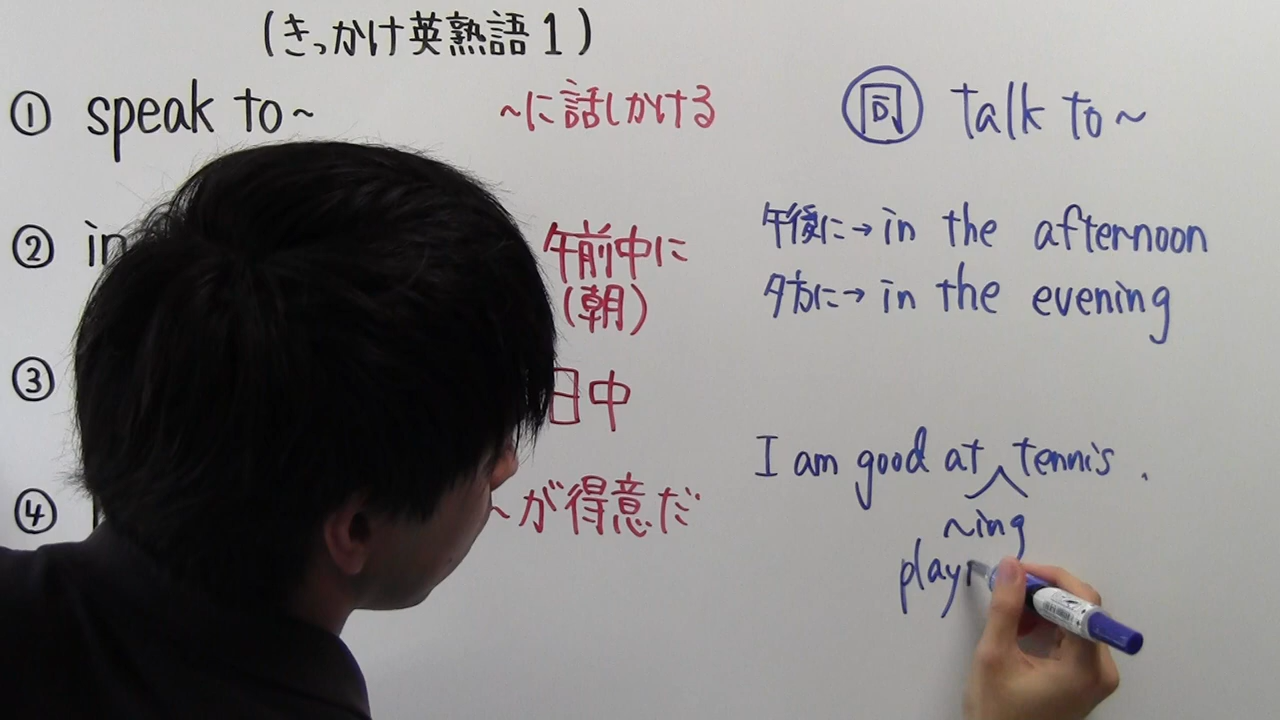 (きっかけ英熟語1)
① speak to~ ~に話しかける 同 talk to~
② in 午前中に 午後に→in the afternoon
(朝) 夕方に→in the evening
③ 日中
④ ~が得意だ I am good at tennis.
~ing
play